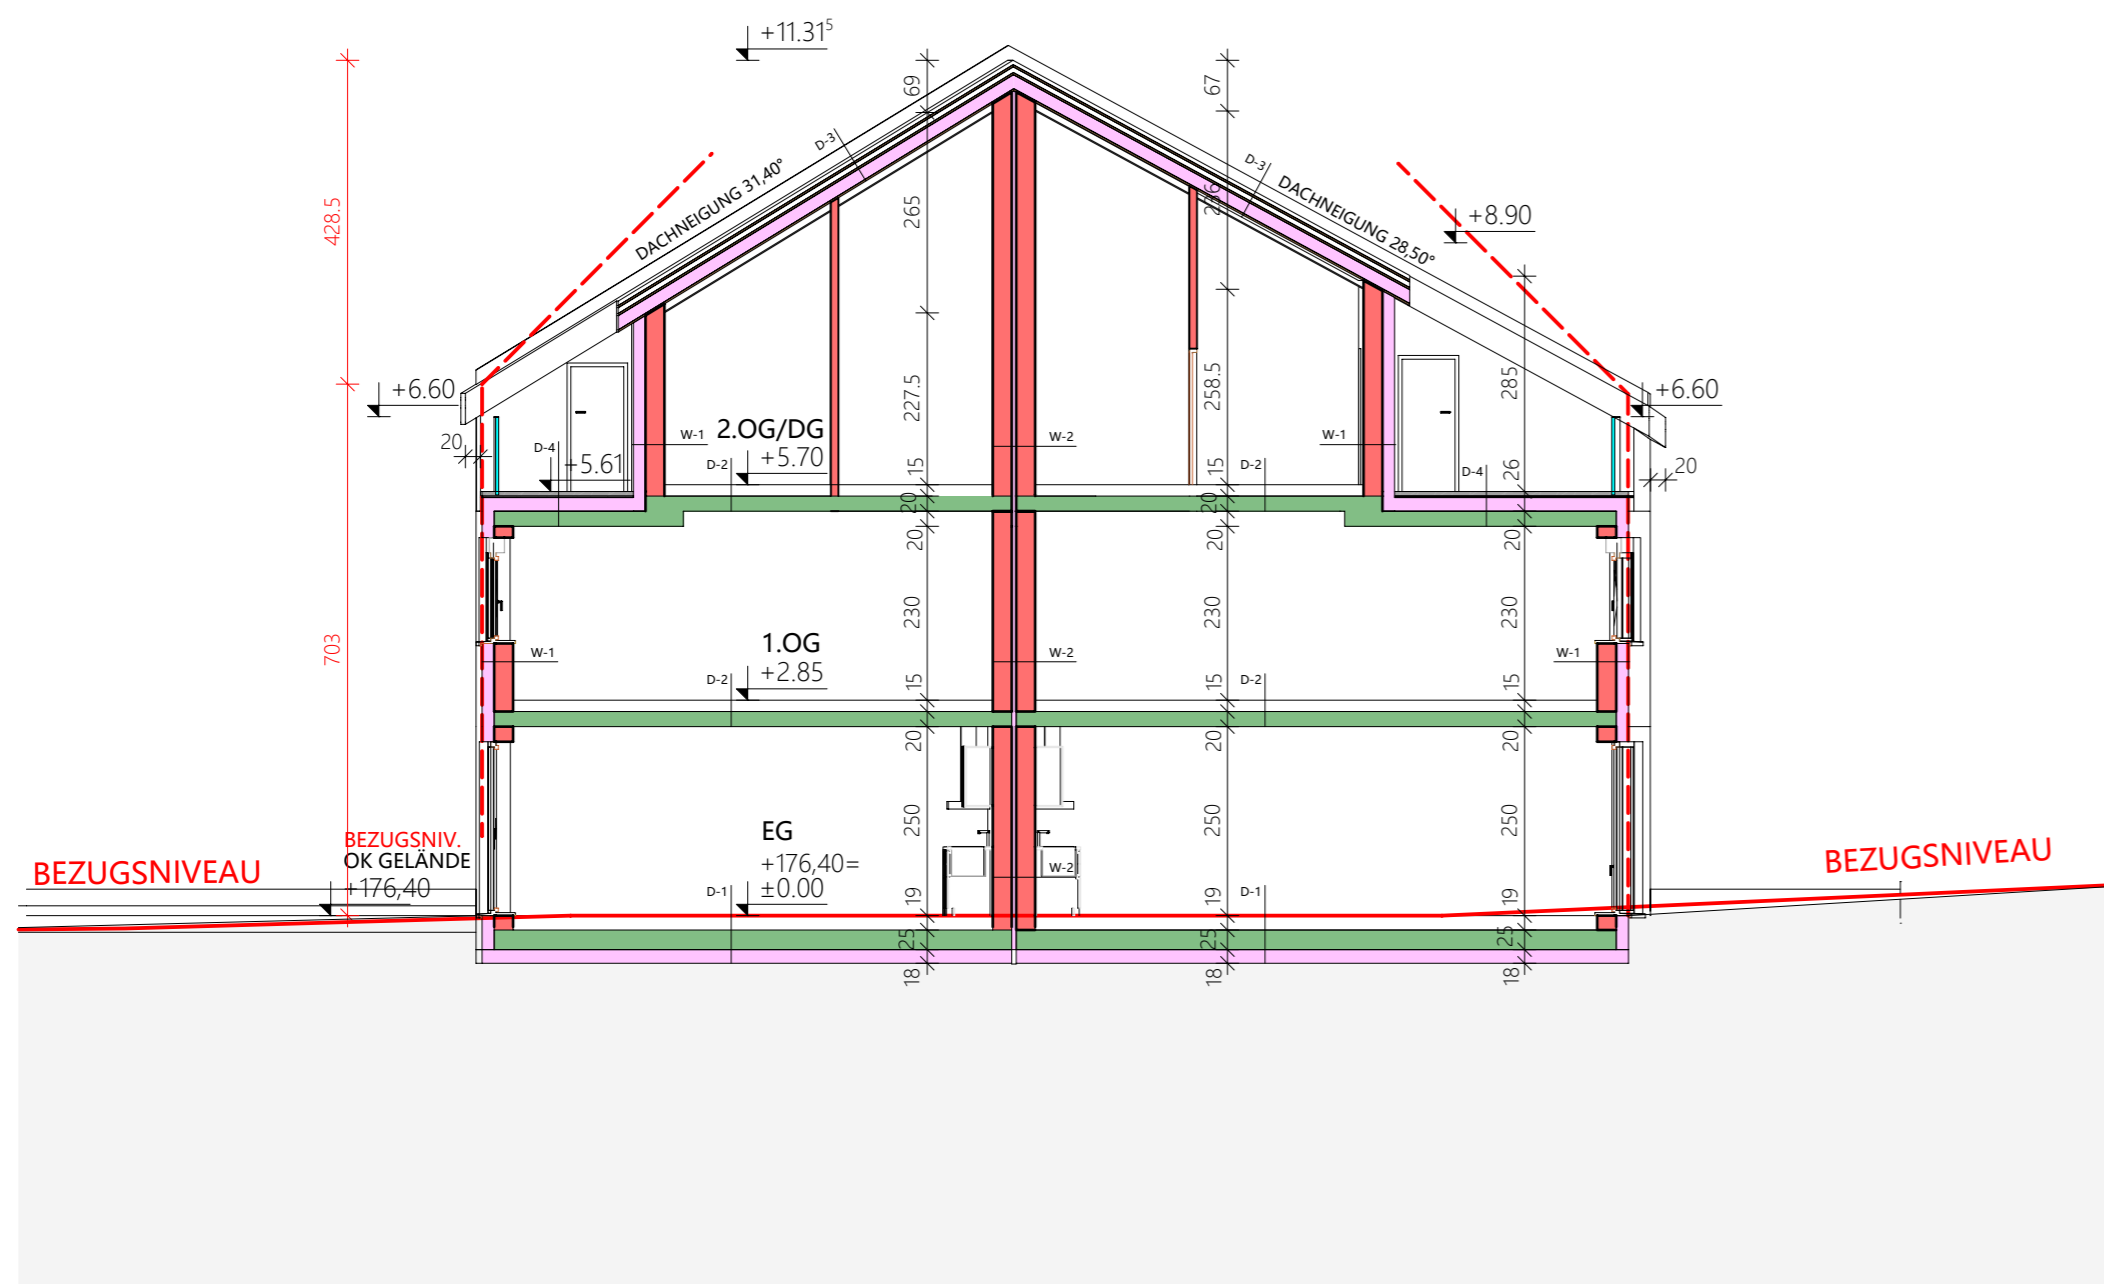 +11.31⁵
69
67
428.5
D-3
D-3
DACHNEIGUNG 31,40°
DACHNEIGUNG 28,50°
265
+8.90
+6.60
285
+6.60
227.5
258.5
2.OG/DG
+5.70
W-1
W-2
W-1
20
D-4
+5.61
D-2
15
15
D-2
D-4
26
20
20
20
20
20
20
230
230
230
703
1.OG
+2.85
W-1
W-2
W-1
D-2
15
15
D-2
15
20
20
20
250
250
250
EG
+176,40=
±0.00
BEZUGSNIV.
OK GELÄNDE
+176,40
BEZUGSNIVEAU
BEZUGSNIVEAU
W-2
D-1
19
19
D-1
19
25
25
25
18
18
18